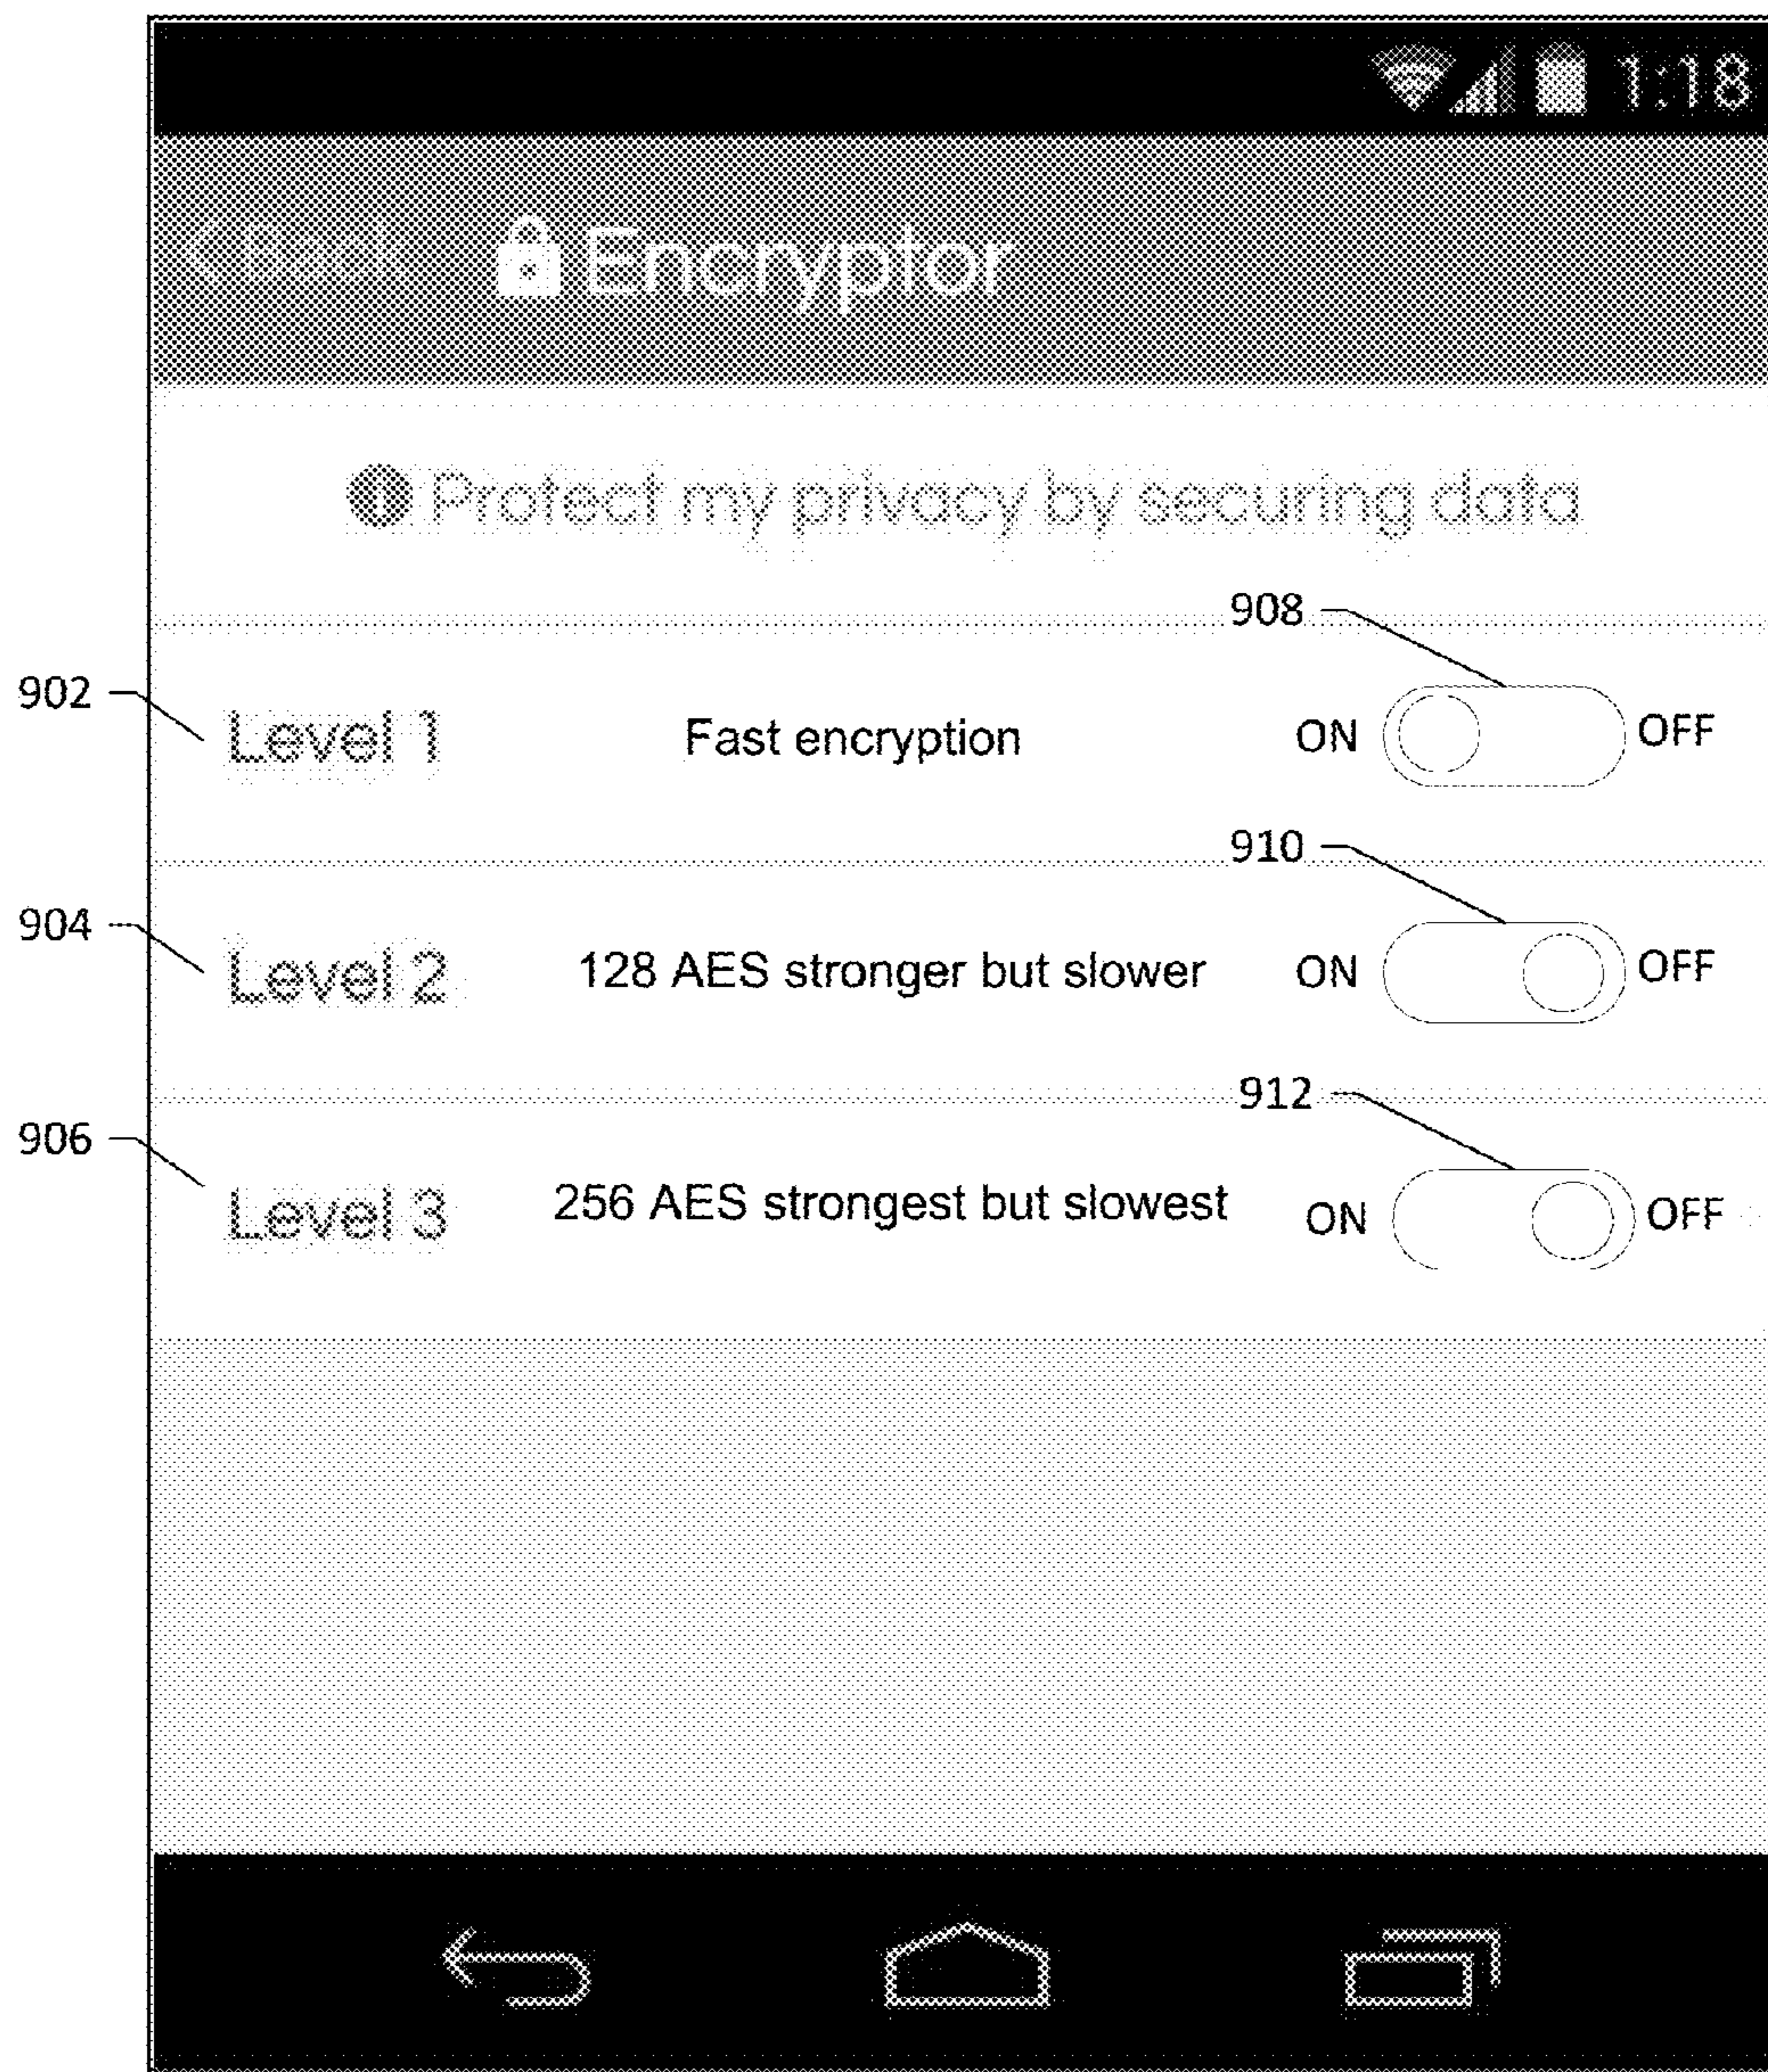 1:18
< Back Encryptor
Protect my privacy by securing data
908
902 Level 1 Fast encryption ON OFF
910
904 Level 2 128 AES stronger but slower ON OFF
912
906 Level 3 256 AES strongest but slowest ON OFF